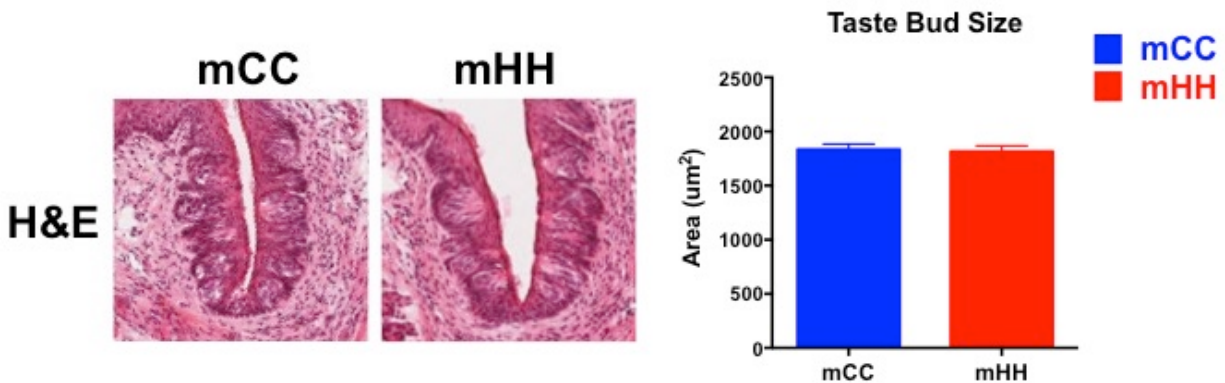 mCC
mHH
H&E
Taste Bud Size
mCC
mHH
Area (um²)
2500
2000
1500
1000
500
0
mCC
mHH